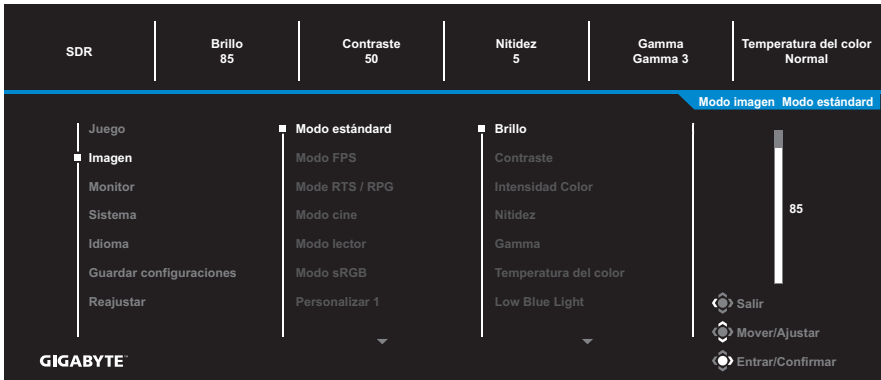 SDR
Brillo
85
Contraste
50
Nitidez
5
Gamma
Gamma 3
Temperatura del color
Normal
Modo imagen Modo estándard
Juego
Imagen
Monitor
Sistema
Idioma
Guardar configuraciones
Reajustar
Modo estándard
Modo FPS
Mode RTS / RPG
Modo cine
Modo lector
Modo sRGB
Personalizar 1
Brillo
Contraste
Intensidad Color
Nitidez
Gamma
Temperatura del color
Low Blue Light
85
Salir
Mover/Ajustar
Entrar/Confirmar
GIGABYTE™